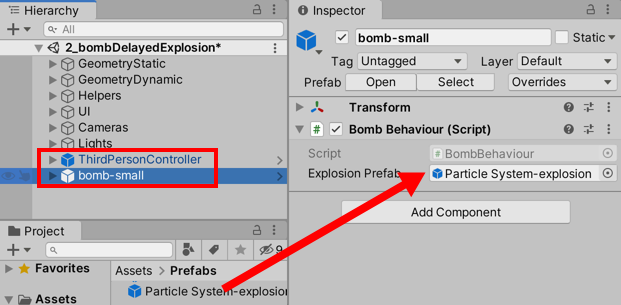 Hierarchy
All
2_bombDelayedExplosion*
GeometryStatic
GeometryDynamic
Helpers
UI
Cameras
Lights
ThirdPersonController
bomb-small
Project
9
Favorites
Assets
Assets > Prefabs
Particle System-explosion
Inspector
bomb-small
Static
Tag Untagged Layer Default
Prefab Open Select Overrides
Transform
# Bomb Behaviour (Script)
Script # BombBehaviour
Explosion Prefab Particle System-explosion
Add Component